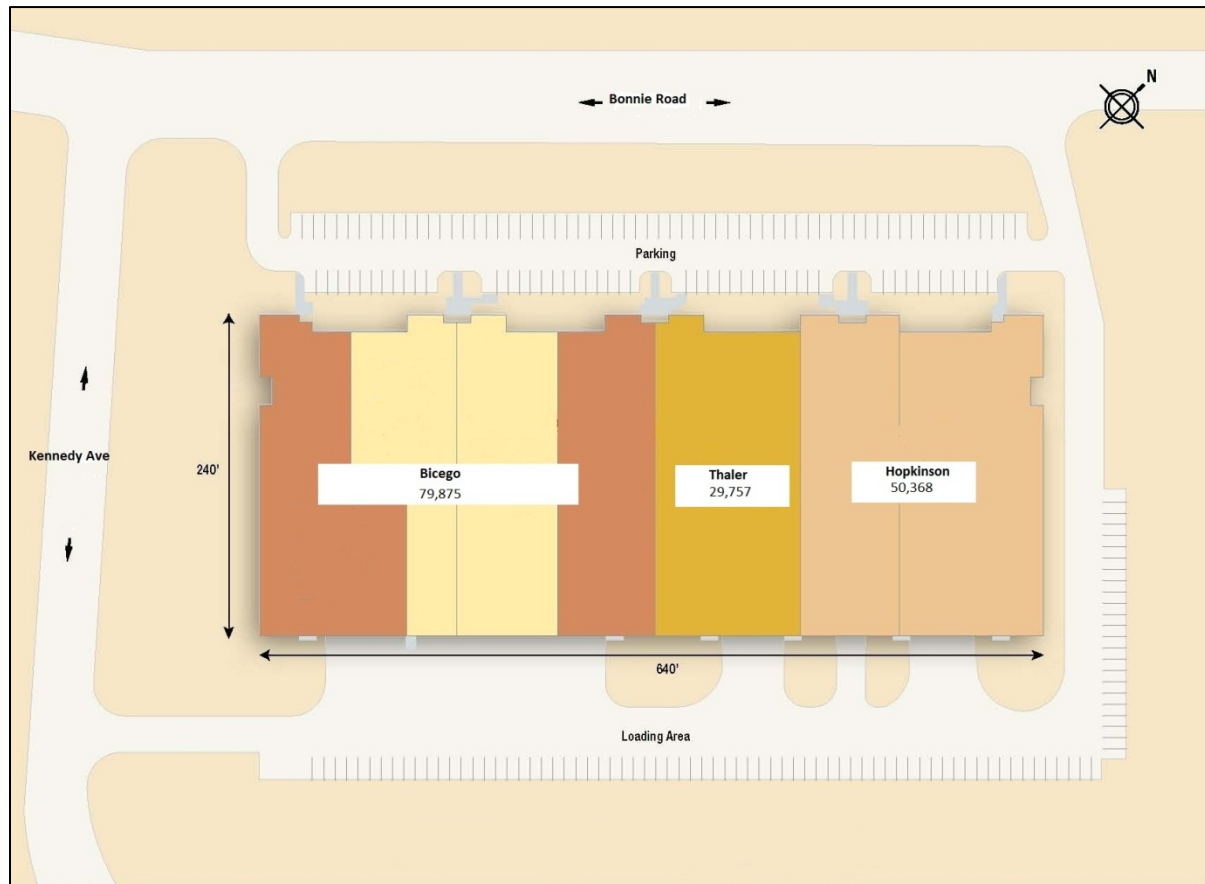 Bonnie Road
N
Parking
Kennedy Ave
240'
Bicego
79,875
Thaler
29,757
Hopkinson
50,368
640'
Loading Area